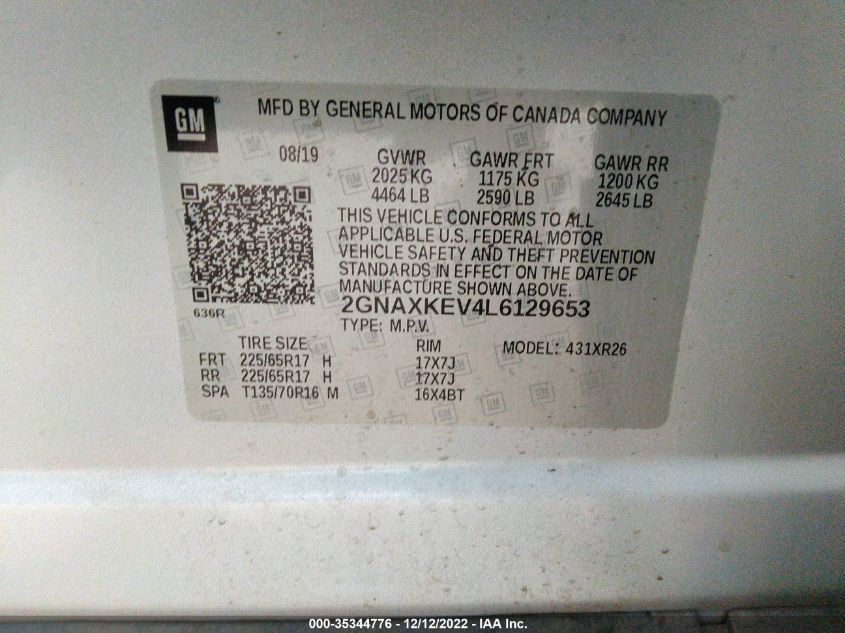 GM
MFD BY GENERAL MOTORS OF CANADA COMPANY
08/19 GVWR GAWR FRT GAWR RR
2025 KG 1175 KG 1200 KG
4464 LB 2590 LB 2645 LB
THIS VEHICLE CONFORMS TO ALL
APPLICABLE U.S. FEDERAL MOTOR
VEHICLE SAFETY AND THEFT PREVENTION
STANDARDS IN EFFECT ON THE DATE OF
MANUFACTURE SHOWN ABOVE.
636R
2GNAXKEV4L6129653
TYPE: M.P.V.
TIRE SIZE RIM MODEL: 431XR26
FRT 225/65R17 H 17X7J
RR 225/65R17 H 17X7J
SPA T135/70R16 M 16X4BT
000-35344776 - 12/12/2022 - IAA Inc.